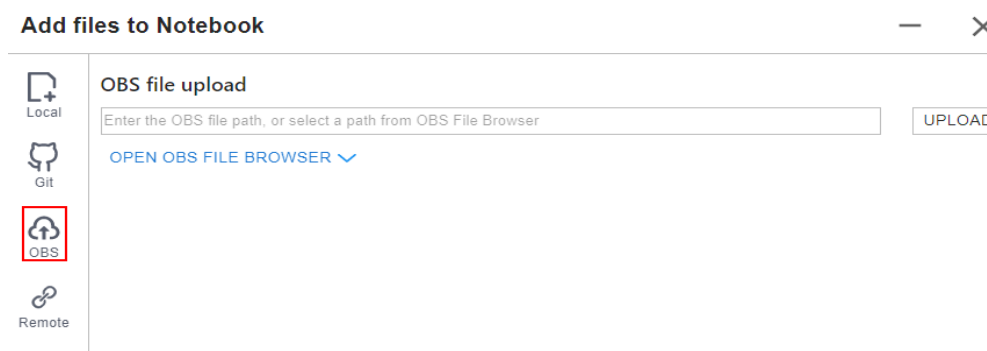 Add files to Notebook
Local
Git
OBS
Remote
OBS file upload
Enter the OBS file path, or select a path from OBS File Browser
UPLOAD
OPEN OBS FILE BROWSER